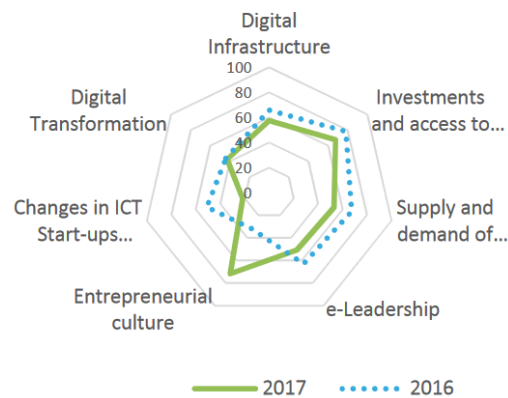 Digital
Infrastructure
100
80
60
40
20
0
Investments
and access to...
Supply and
demand of...
e-Leadership
Entrepreneurial
culture
Changes in ICT
Start-ups...
Digital
Transformation
2017
2016